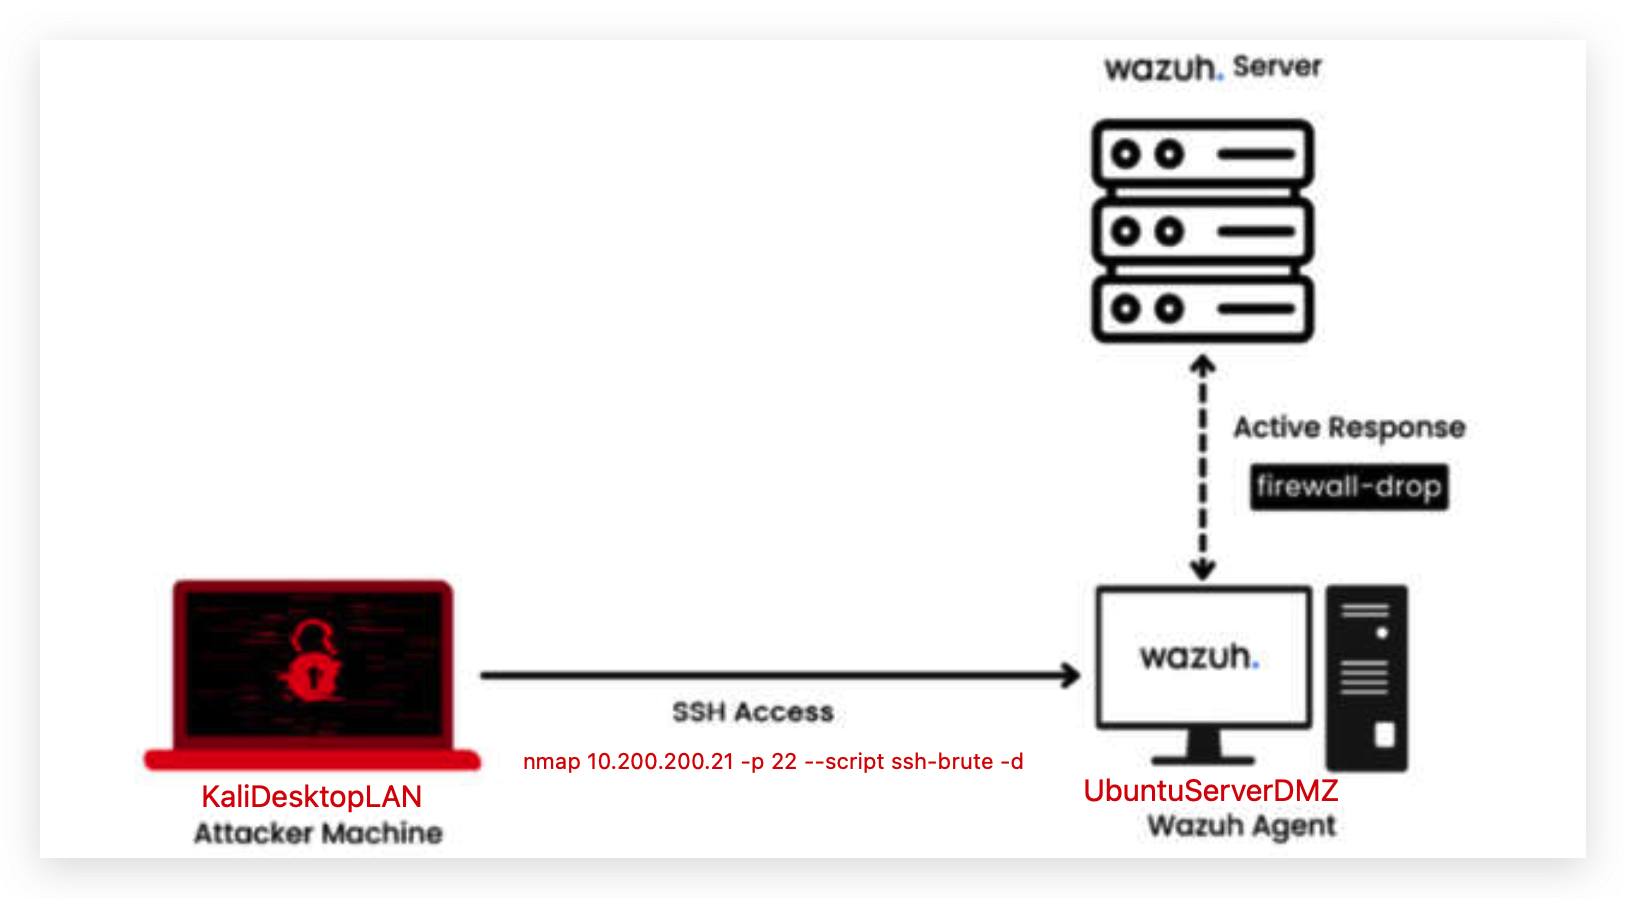 wazuh. Server
Active Response
firewall-drop
wazuh.
SSH Access
nmap 10.200.200.21 -p 22 --script ssh-brute -d
KaliDesktopLAN
Attacker Machine
UbuntuServerDMZ
Wazuh Agent